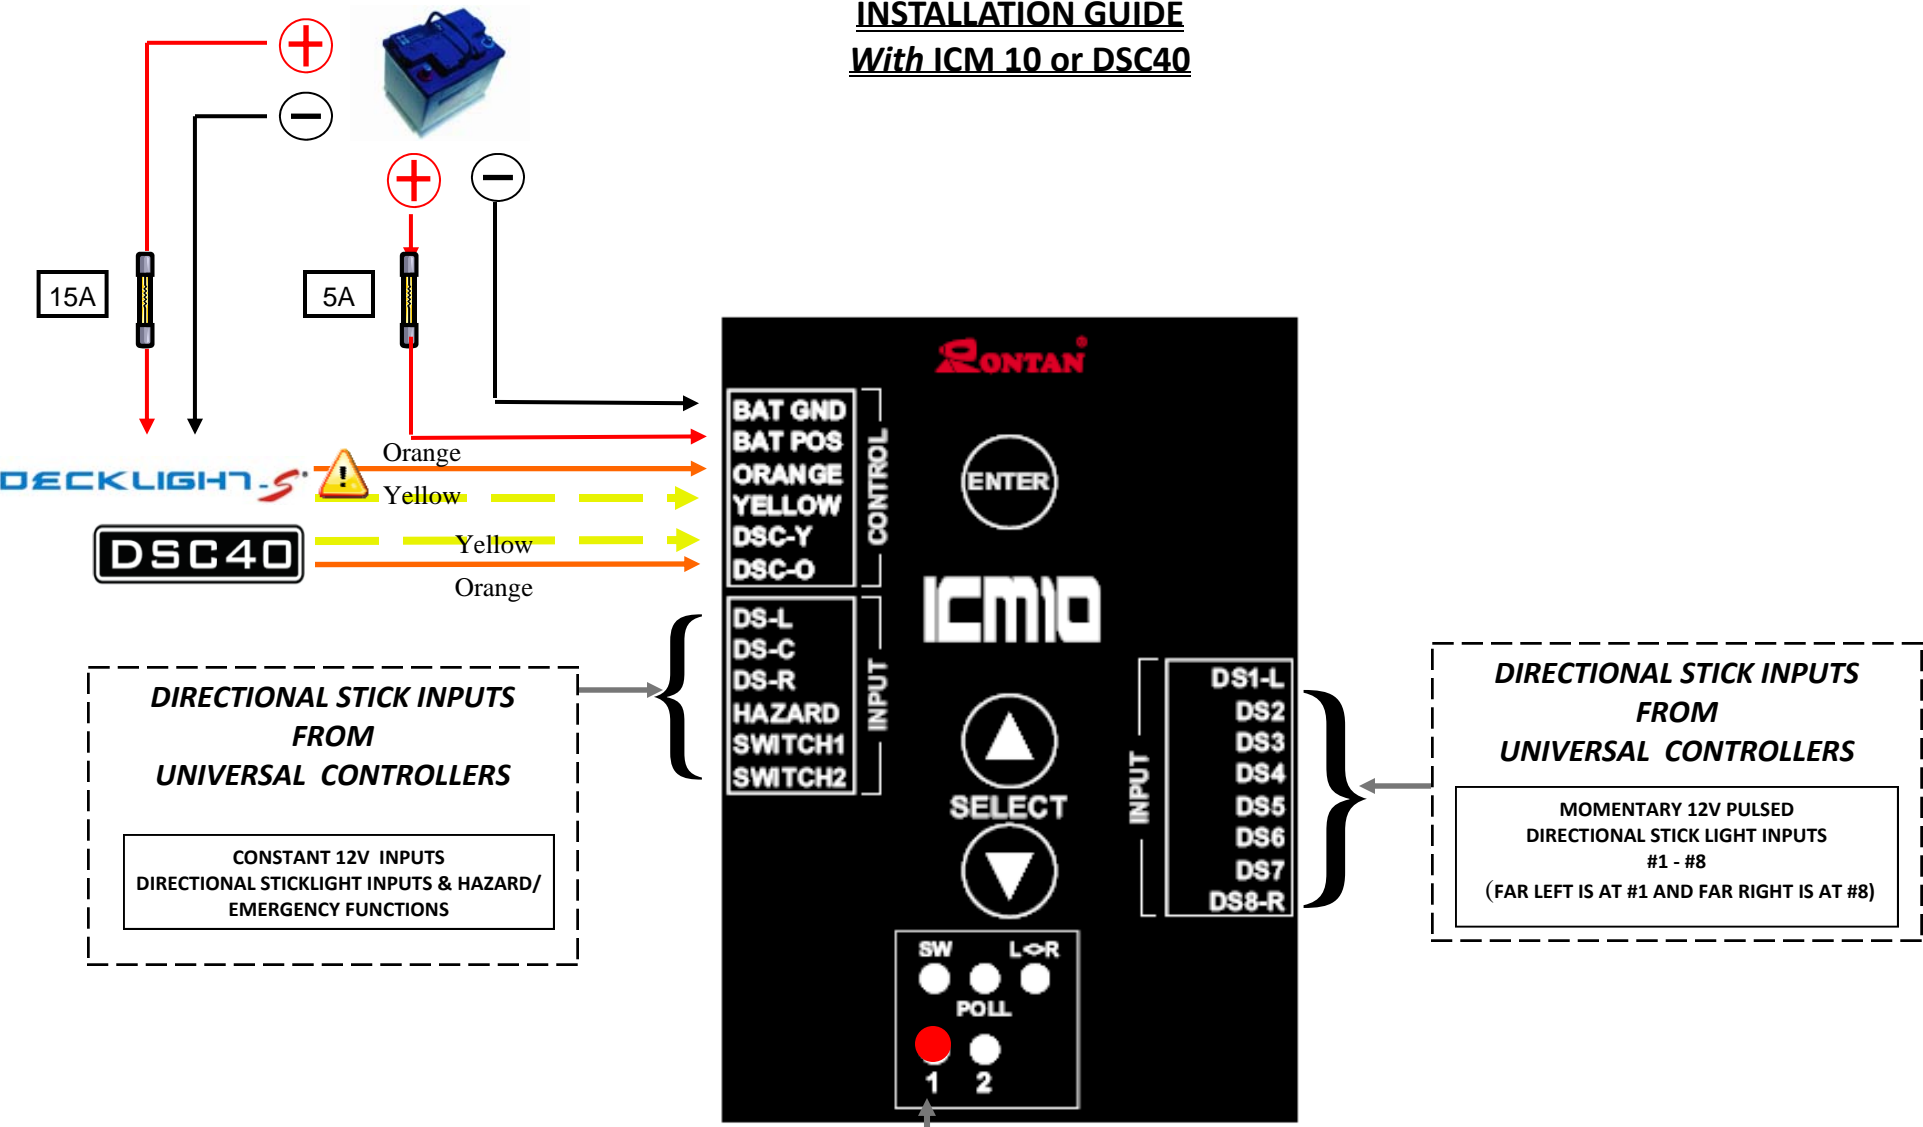 INSTALLATION GUIDE
With ICM 10 or DSC40
15A
5A
DECKLIGHT-S
Orange
Yellow
DSC40
Yellow
Orange
RONTAN®
BAT GND
BAT POS
ORANGE
YELLOW
DSC-Y
DSC-O
CONTROL
ENTER
ICM10
DS-L
DS-C
DS-R
HAZARD
SWITCH1
SWITCH2
INPUT
SELECT
INPUT
DS1-L
DS2
DS3
DS4
DS5
DS6
DS7
DS8-R
SW
L<>R
POLL
1 2
DIRECTIONAL STICK INPUTS
FROM
UNIVERSAL CONTROLLERS
CONSTANT 12V INPUTS
DIRECTIONAL STICKLIGHT INPUTS & HAZARD/
EMERGENCY FUNCTIONS
DIRECTIONAL STICK INPUTS
FROM
UNIVERSAL CONTROLLERS
MOMENTARY 12V PULSED
DIRECTIONAL STICK LIGHT INPUTS
#1 - #8
(FAR LEFT IS AT #1 AND FAR RIGHT IS AT #8)